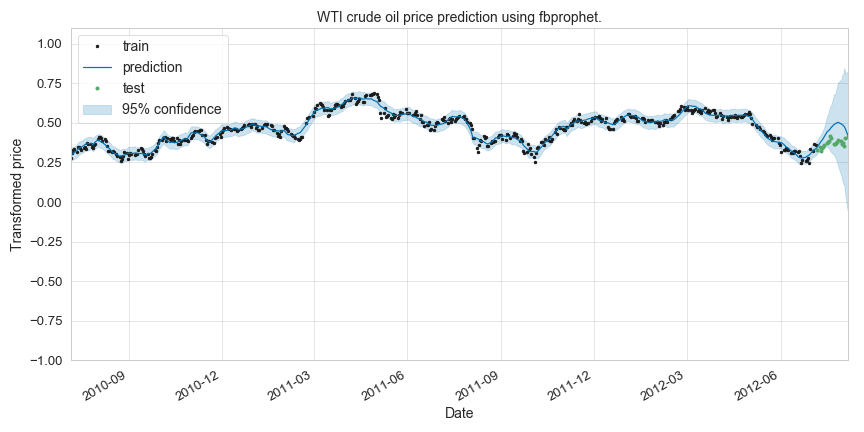 WTI crude oil price prediction using fbprophet.
train
prediction
test
95% confidence
1.00
0.75
0.50
0.25
0.00
−0.25
−0.50
−0.75
−1.00
Transformed price
2010-09
2010-12
2011-03
2011-06
2011-09
2011-12
2012-03
2012-06
Date